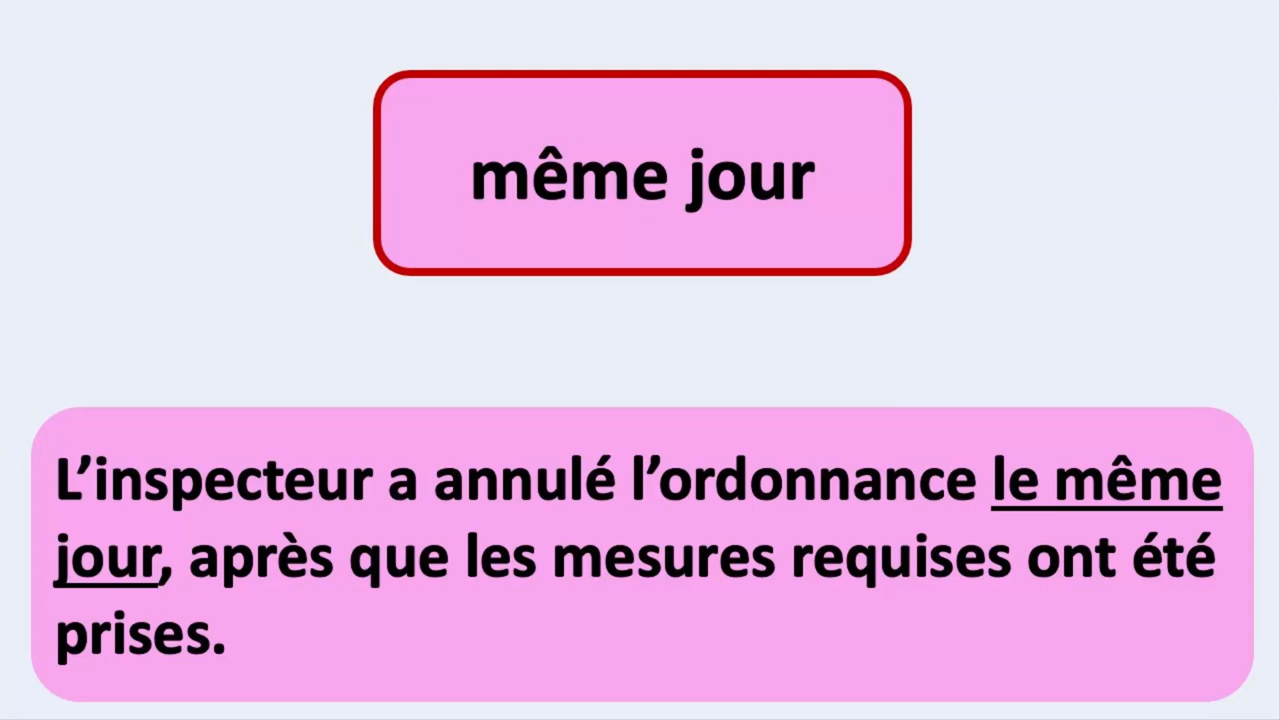 même jour
L’inspecteur a annulé l’ordonnance le même
jour, après que les mesures requises ont été
prises.